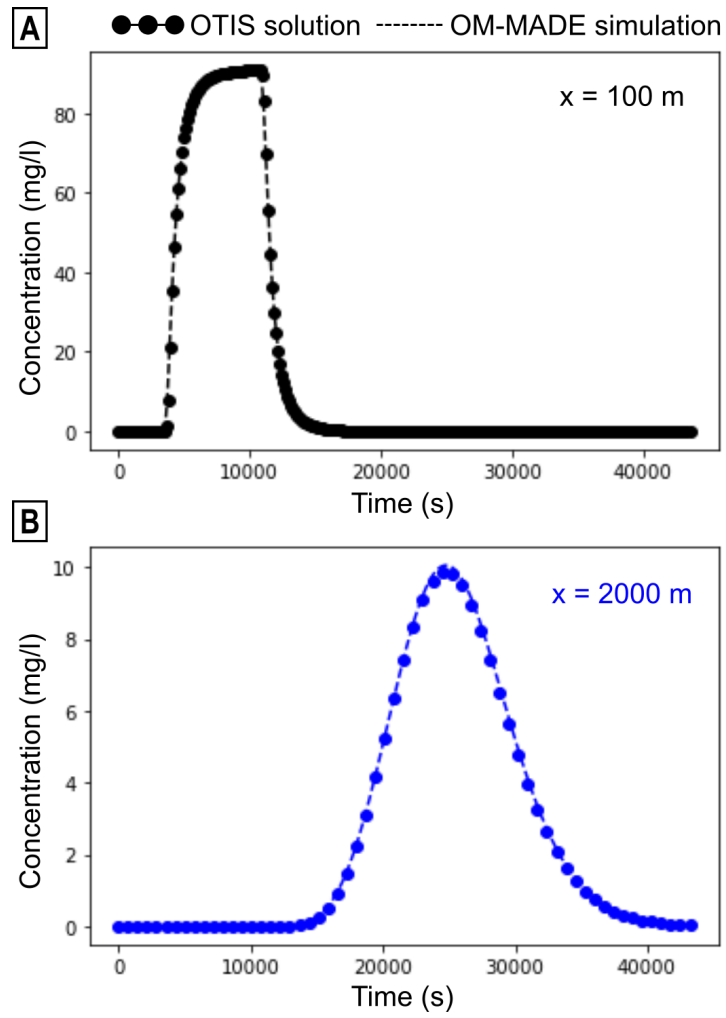 A OTIS solution OM-MADE simulation
x = 100 m
80
60
40
20
0
Concentration (mg/l)
0 10000 20000 30000 40000
Time (s)
B
x = 2000 m
10
8
6
4
2
0
Concentration (mg/l)
0 10000 20000 30000 40000
Time (s)